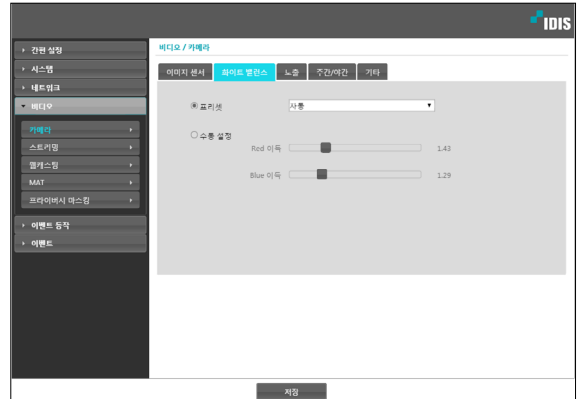 IDIS
비디오 / 카메라
간편 설정
시스템
네트워크
비디오
카메라
스트리밍
웹캐스팅
MAT
프라이버시 마스킹
이벤트 동작
이벤트
이미지 센서 화이트 밸런스 노출 주간/야간 기타
프리셋 자동
수동 설정
Red 이득 1.43
Blue 이득 1.29
저장